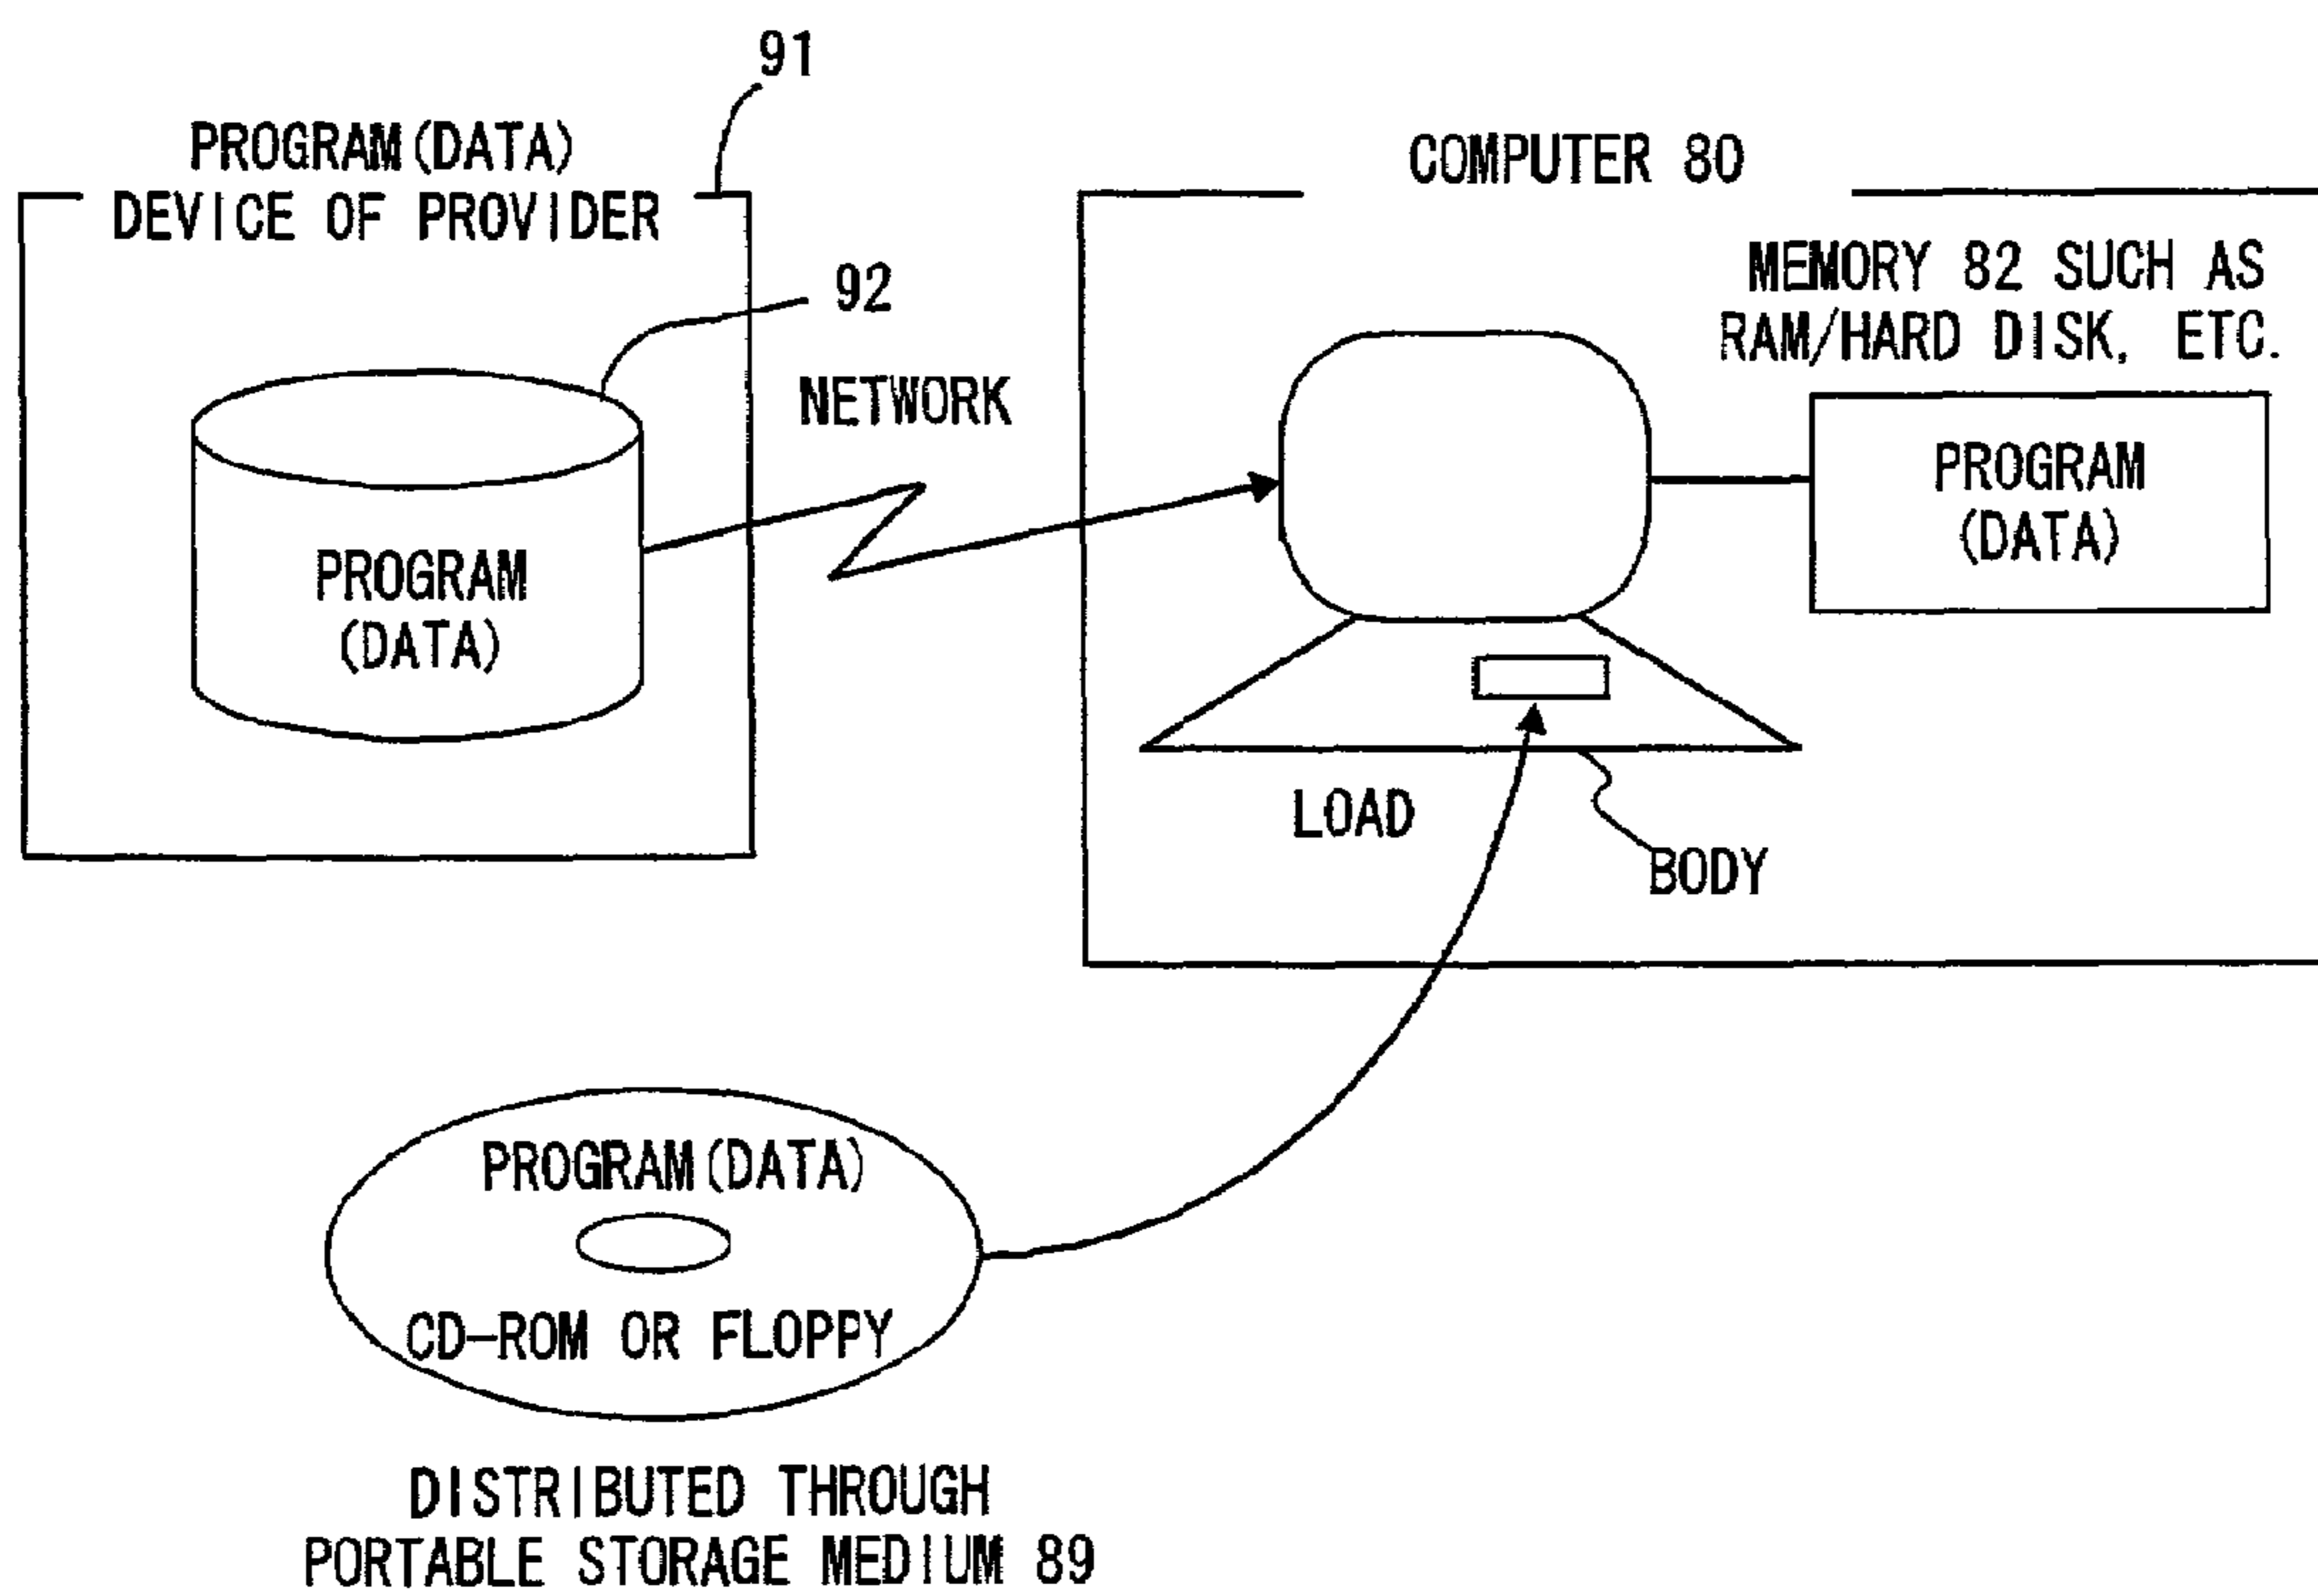 91
PROGRAM(DATA)
DEVICE OF PROVIDER
COMPUTER 80
92
MEMORY 82 SUCH AS
RAM/HARD DISK, ETC.
NETWORK
PROGRAM
(DATA)
PROGRAM
(DATA)
LOAD
BODY
PROGRAM(DATA)
CD-ROM OR FLOPPY
DISTRIBUTED THROUGH
PORTABLE STORAGE MEDIUM 89